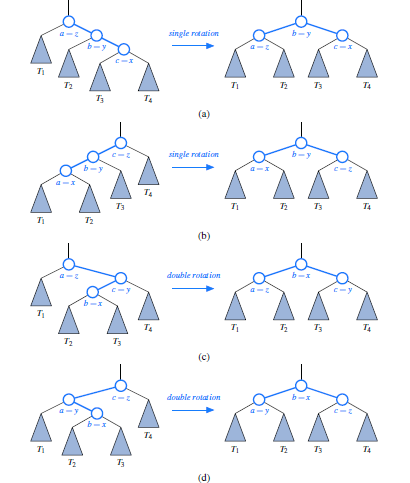 a = z
b = y
c = x
T1
T2
T3
T4
single rotation
b = y
a = z
c = x
T1
T2
T3
T4
(a)
c = z
b = y
a = x
T1
T2
T3
T4
single rotation
b = y
a = x
c = z
T1
T2
T3
T4
(b)
a = z
c = y
b = x
T1
T2
T3
T4
double rotation
b = x
a = z
c = y
T1
T2
T3
T4
(c)
c = z
a = y
b = x
T1
T2
T3
T4
double rotation
b = x
a = y
c = z
T1
T2
T3
T4
(d)